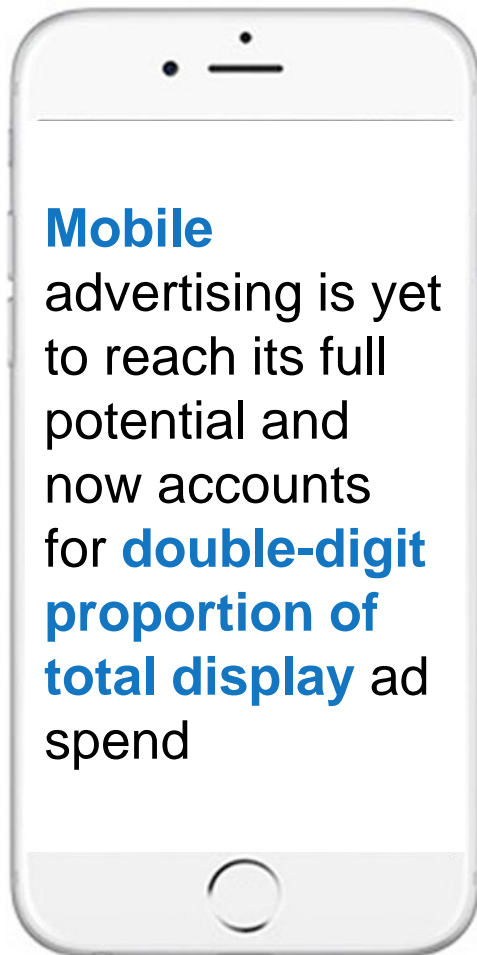 Mobile
advertising is yet
to reach its full
potential and
now accounts
for double-digit
proportion of
total display ad
spend